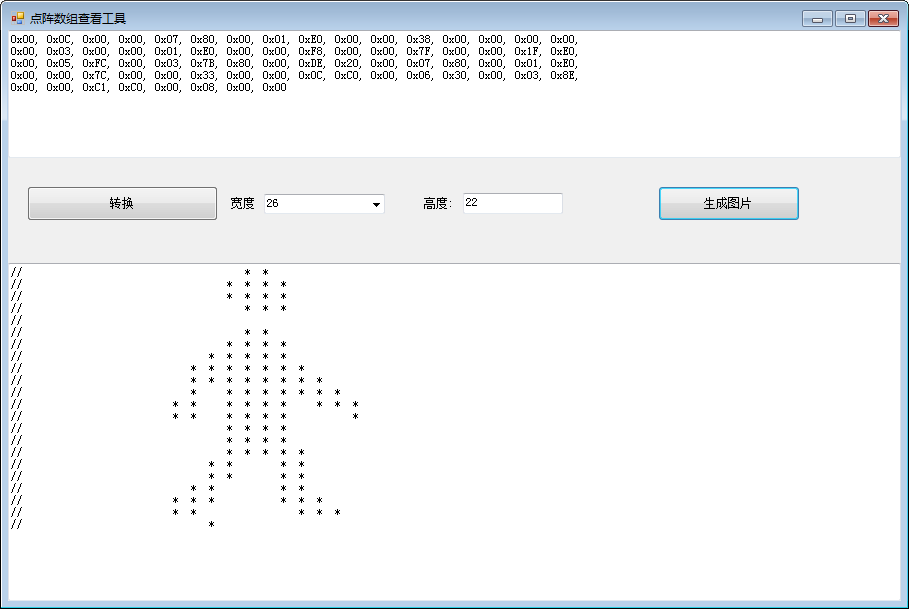 点阵数组查看工具
0x00, 0x0C, 0x00, 0x00, 0x07, 0x80, 0x00, 0x01, 0xE0, 0x00, 0x00, 0x38, 0x00, 0x00, 0x00, 0x00,
0x00, 0x03, 0x00, 0x00, 0x01, 0xE0, 0x00, 0x00, 0xF8, 0x00, 0x00, 0x7F, 0x00, 0x00, 0x1F, 0xE0,
0x00, 0x05, 0xFC, 0x00, 0x03, 0x7B, 0x80, 0x00, 0xDE, 0x20, 0x00, 0x07, 0x80, 0x00, 0x01, 0xE0,
0x00, 0x00, 0x7C, 0x00, 0x00, 0x33, 0x00, 0x00, 0x0C, 0xC0, 0x00, 0x06, 0x30, 0x00, 0x03, 0x8E,
0x00, 0x00, 0xC1, 0xC0, 0x00, 0x08, 0x00, 0x00
转换 宽度 26 高度: 22 生成图片
// * *
// * * * *
// * * * *
// * * *
//
// * *
// * * * *
// * * * * *
// * * * * * * *
// * * * * * * * *
// * * * * * * * *
// * * * * * * * * *
// * * * * * * *
// * * * *
// * * * *
// * * * * *
// * * * *
// * * * *
// * * * *
// * * * * * *
// * * * * *
// *